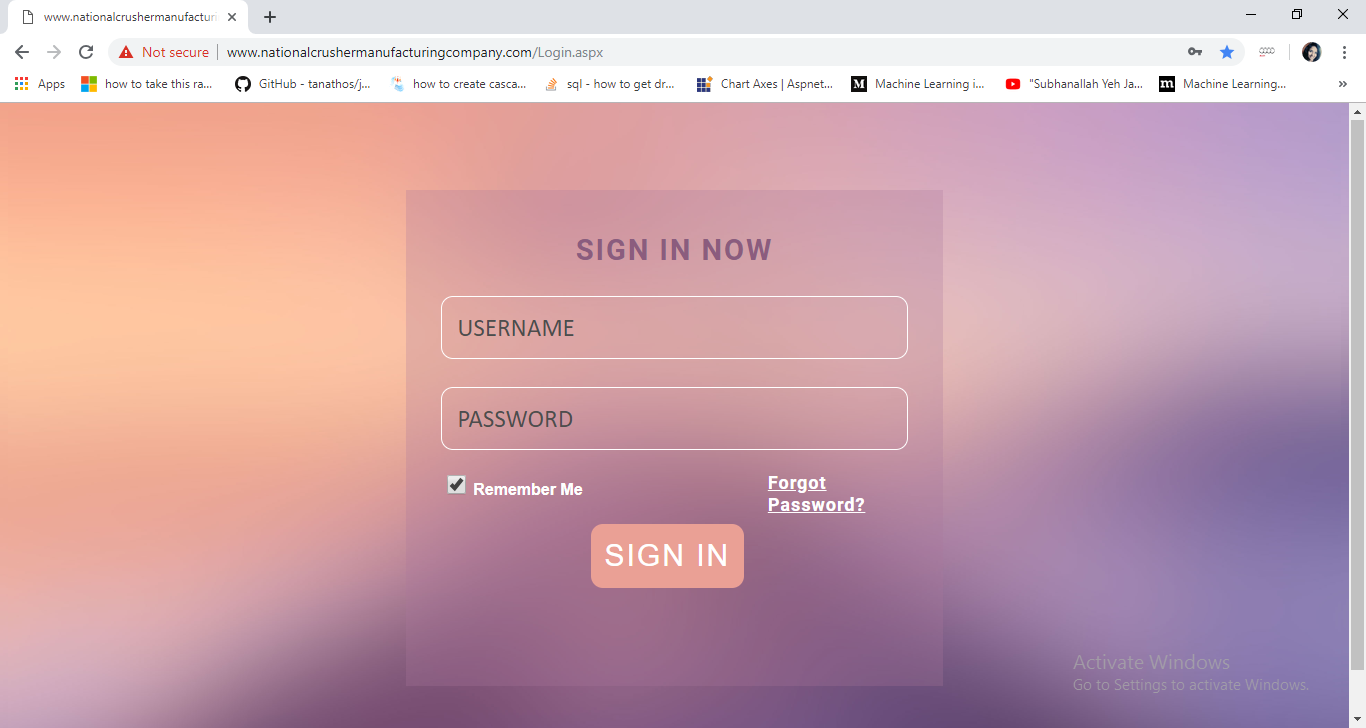 www.nationalcrushermanufacturi
Not secure
www.nationalcrushermanufacturingcompany.com/Login.aspx
Apps
how to take this ra...
GitHub - tanathos/j...
how to create casca...
sql - how to get dr...
Chart Axes | Aspnet...
M
Machine Learning i...
"Subhanallah Yeh Ja...
m
Machine Learning...
»
SIGN IN NOW
USERNAME
PASSWORD
Remember Me
Forgot
Password?
SIGN IN
Activate Windows
Go to Settings to activate Windows.